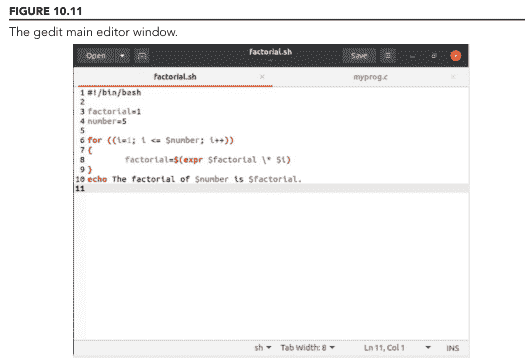 FIGURE 10.11
The gedit main editor window.
Open factorial.sh Save
factorial.sh × myprog.c ×
1 #!/bin/bash
2
3 factorial=1
4 number=5
5
6 for ((i=1; i <= $number; i++))
7 {
8 factorial=$(expr $factorial \* $i)
9 }
10 echo The factorial of $number is $factorial.
11
sh Tab Width: 8 Ln 11, Col 1 INS